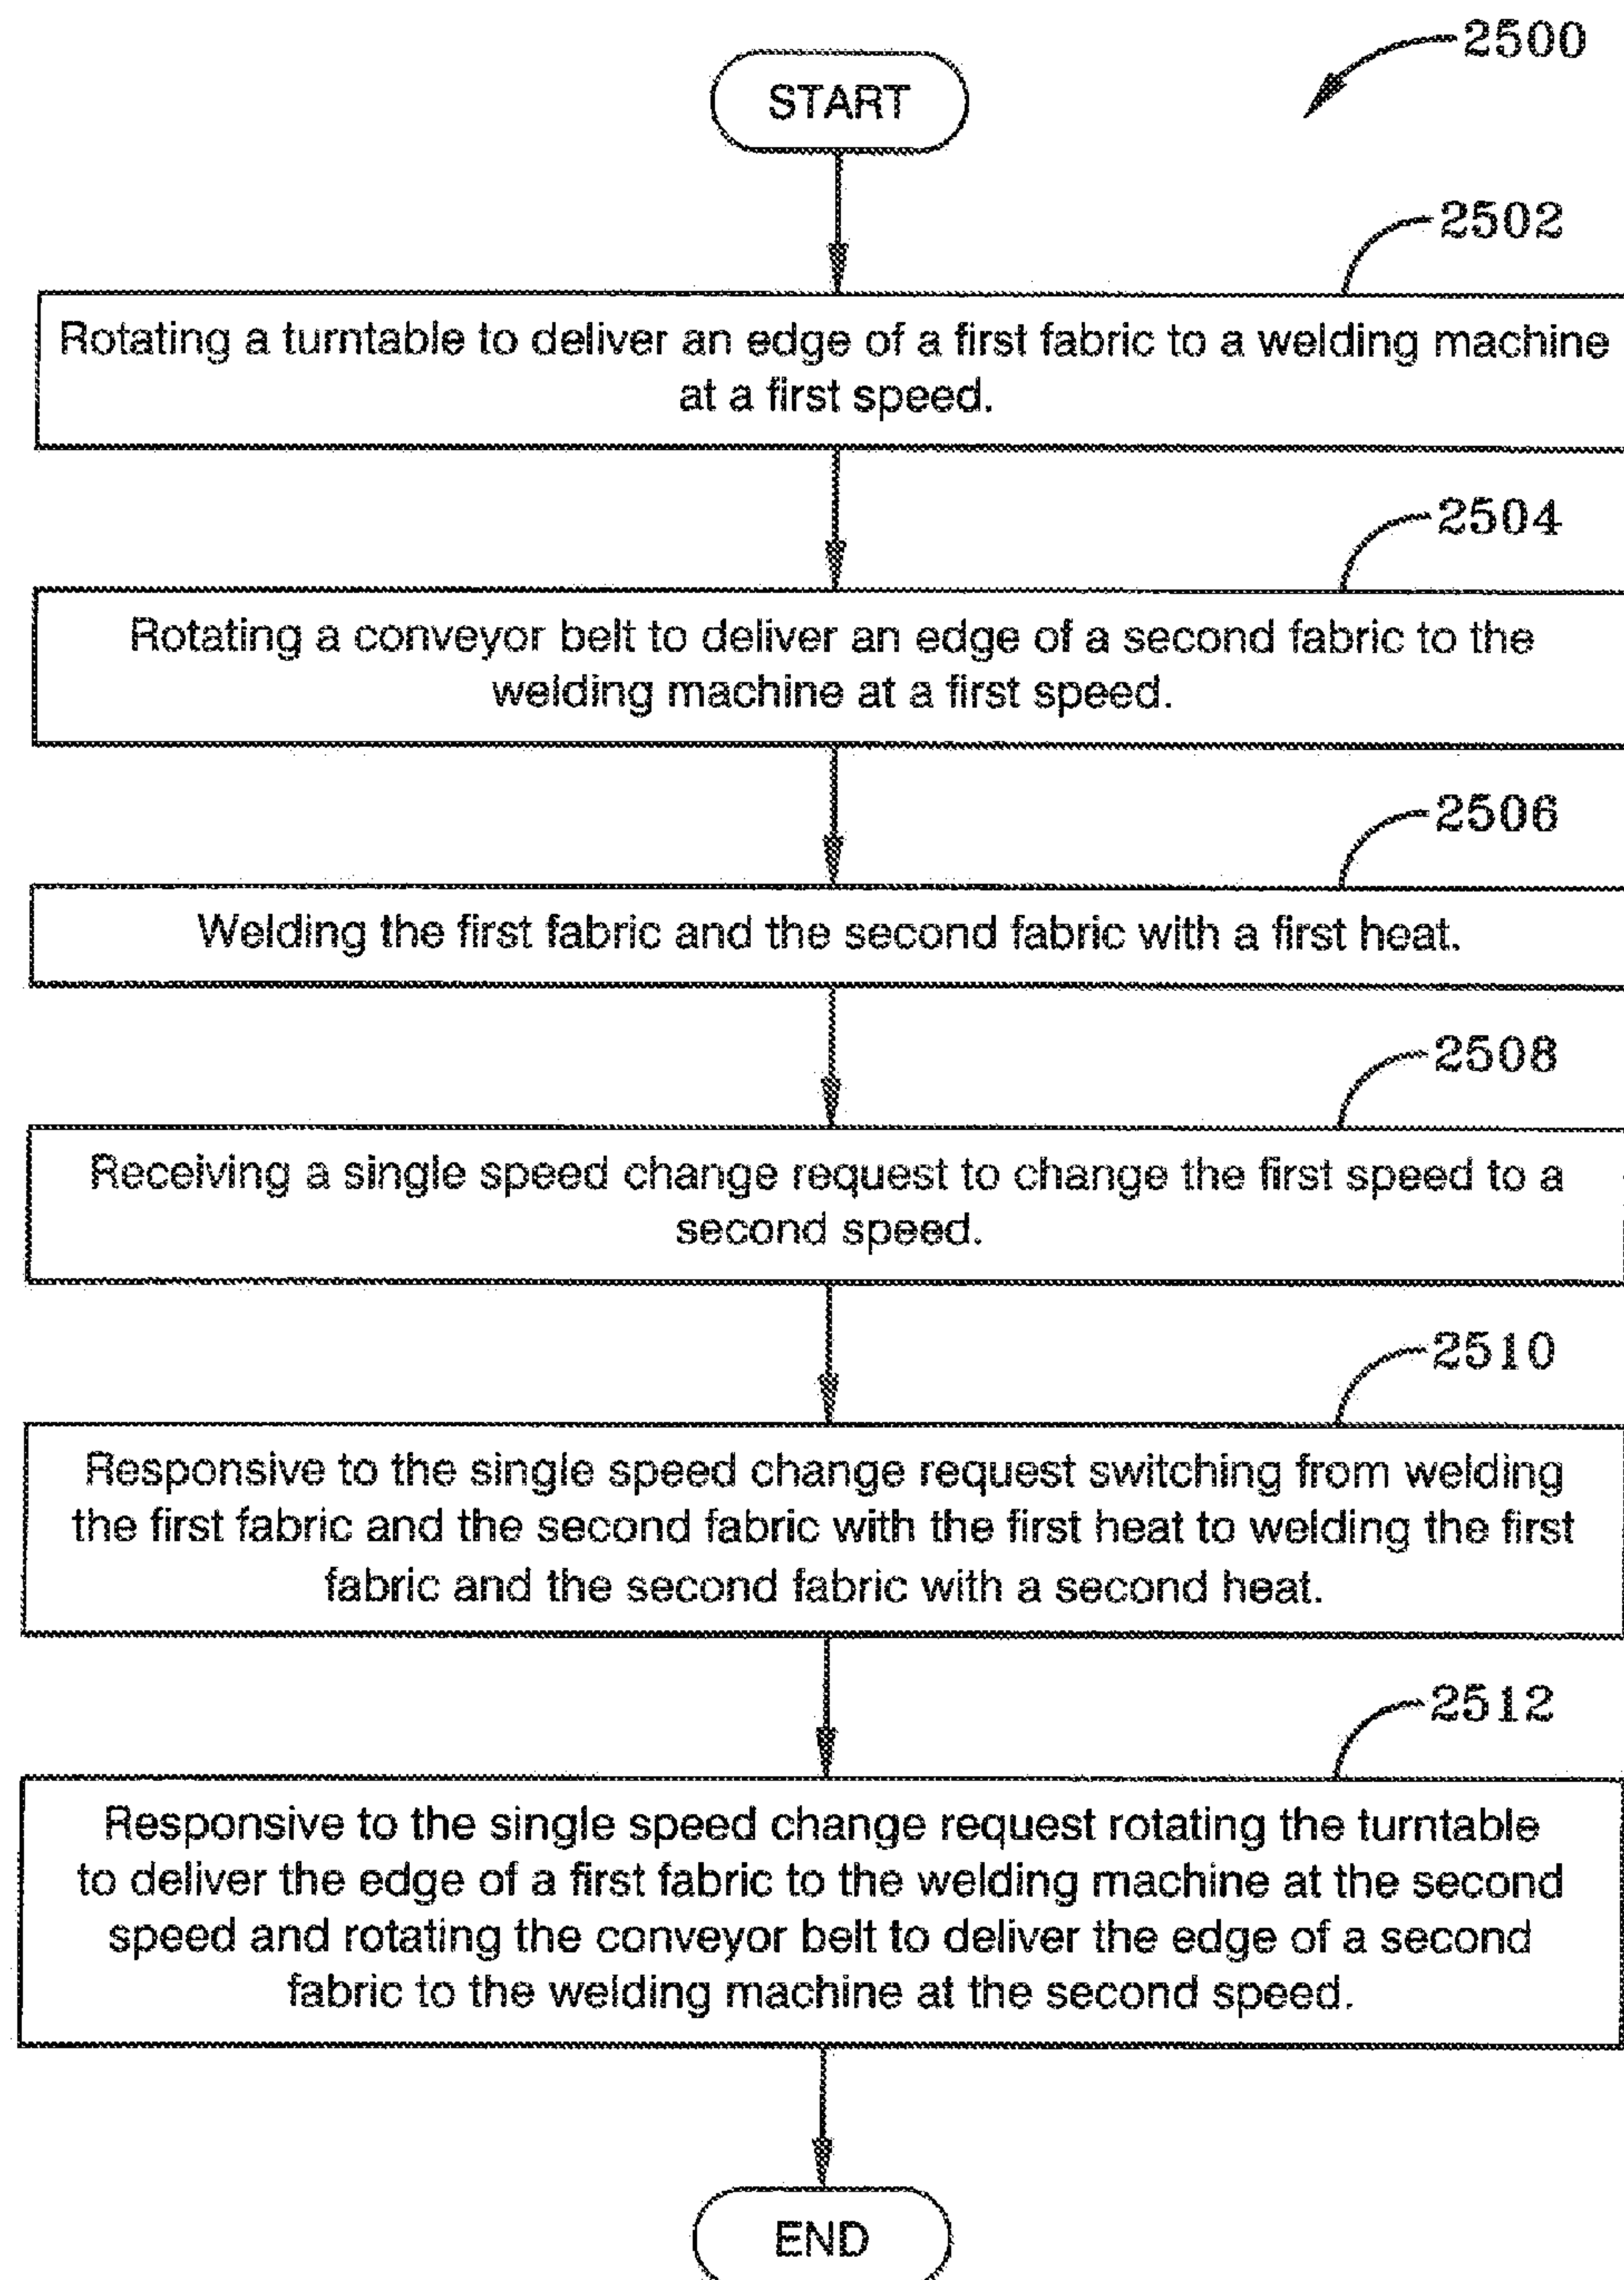 2500
START
2502
Rotating a turntable to deliver an edge of a first fabric to a welding machine
at a first speed.
2504
Rotating a conveyor belt to deliver an edge of a second fabric to the
welding machine at a first speed.
2506
Welding the first fabric and the second fabric with a first heat.
2508
Receiving a single speed change request to change the first speed to a
second speed.
2510
Responsive to the single speed change request switching from welding
the first fabric and the second fabric with the first heat to welding the first
fabric and the second fabric with a second heat.
2512
Responsive to the single speed change request rotating the turntable
to deliver the edge of a first fabric to the welding machine at the second
speed and rotating the conveyor belt to deliver the edge of a second
fabric to the welding machine at the second speed.
END